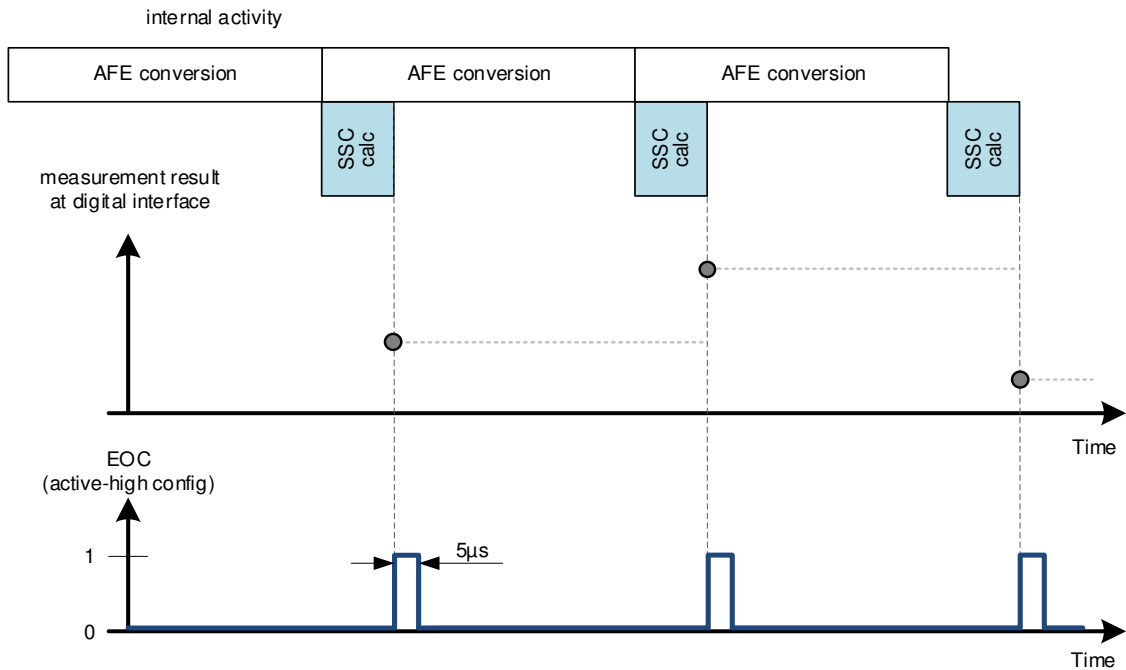 internal activity
AFE conversion
AFE conversion
AFE conversion
SSC
calc
SSC
calc
SSC
calc
measurement result
at digital interface
Time
EOC
(active-high config)
1
5µs
0
Time